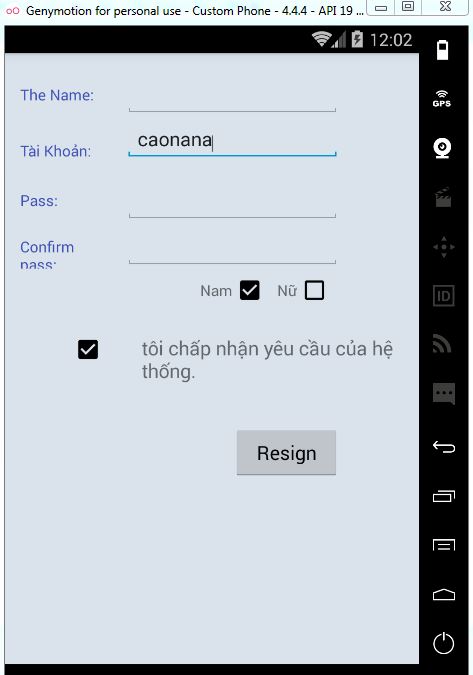 Genymotion for personal use - Custom Phone - 4.4.4 - API 19 ...
12:02
The Name:
caonana
Tài Khoản:
GPS
Pass:
Confirm
pass:
Nam Nữ
ID
tôi chấp nhận yêu cầu của hệ
thống.
Resign